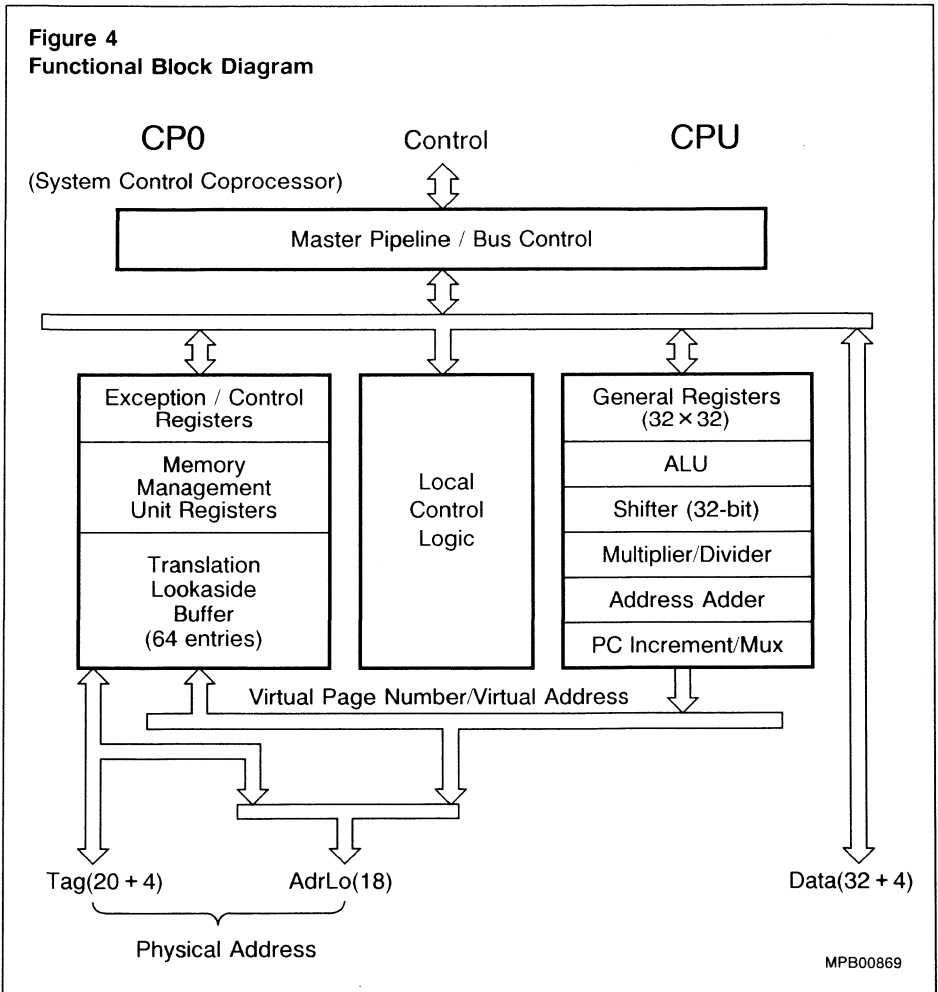 Figure 4
Functional Block Diagram
CP0
Control
CPU
(System Control Coprocessor)
Master Pipeline / Bus Control
Exception / Control
Registers
Memory
Management
Unit Registers
Translation
Lookaside
Buffer
(64 entries)
Local
Control
Logic
General Registers
(32 × 32)
ALU
Shifter (32-bit)
Multiplier/Divider
Address Adder
PC Increment/Mux
Virtual Page Number/Virtual Address
Tag(20 + 4)
AdrLo(18)
Data(32 + 4)
Physical Address
MPB00869